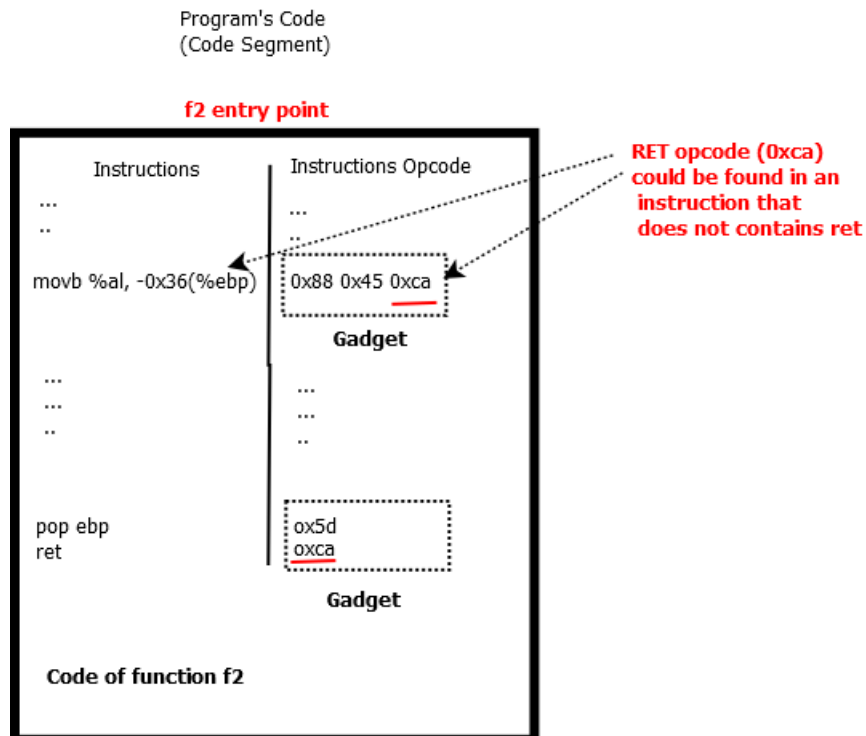 Program's Code
(Code Segment)
f2 entry point
Instructions
Instructions Opcode
...
..
...
..
movb %al, -0x36(%ebp)
0x88 0x45 0xca
Gadget
RET opcode (0xca)
could be found in an
instruction that
does not contains ret
...
...
..
...
...
..
pop ebp
ret
ox5d
oxca
Gadget
Code of function f2